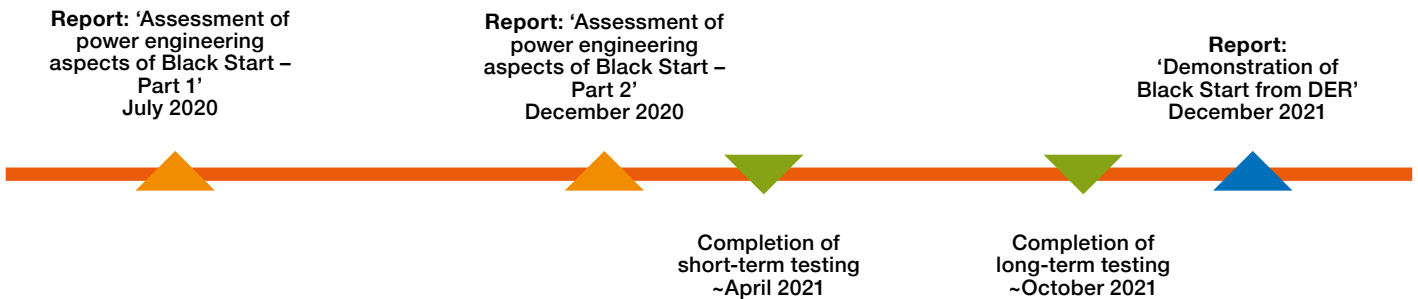 Report: ‘Assessment of
power engineering
aspects of Black Start –
Part 1’
July 2020
Report: ‘Assessment of
power engineering
aspects of Black Start –
Part 2’
December 2020
Report:
‘Demonstration of
Black Start from DER’
December 2021
Completion of
short-term testing
~April 2021
Completion of
long-term testing
~October 2021